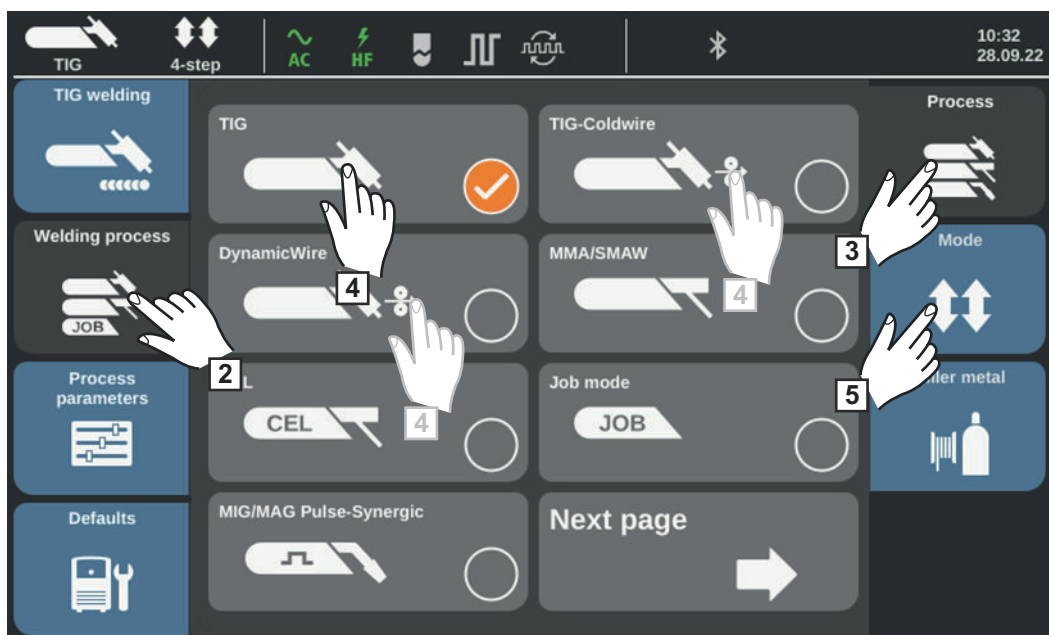 TIG
4-step
AC
HF
10:32
28.09.22
TIG welding
Welding process
JOB
2
Process
parameters
Defaults
TIG
4
TIG-Coldwire
4
DynamicWire
4
MMA/SMAW
CEL
Job mode
JOB
MIG/MAG Pulse-Synergic
Next page
Process
3
Mode
5
metal